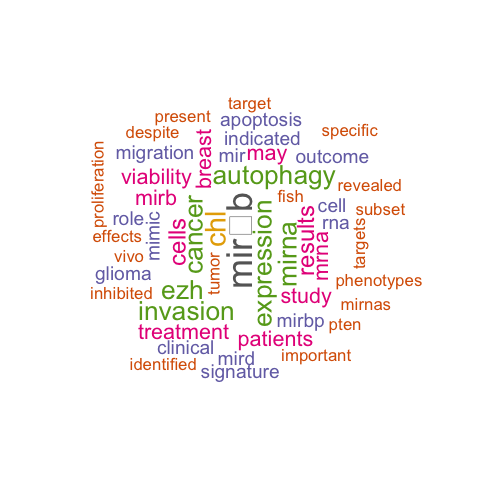 target
present
apoptosis
despite
specific
indicated
breast
migration
mir
may
outcome
proliferation
viability
autophagy
revealed
fish
mirb
cancer
mir□b
cell
subset
role
mimic
chl
expression
mirna
results
rna
effects
cells
mrna
targets
vivo
tumor
glioma
phenotypes
inhibited
ezh
study
mirnas
invasion
mirbp
pten
treatment
patients
clinical
mird
important
identified
signature